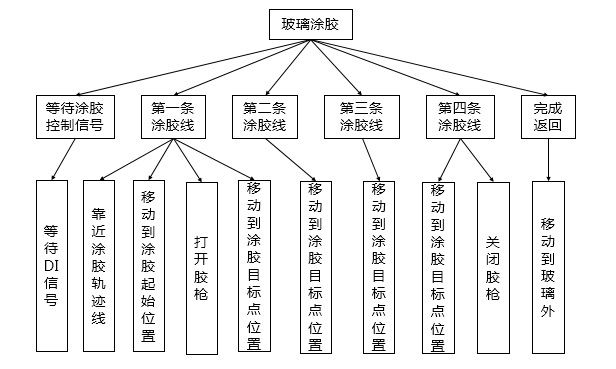 玻璃涂胶
等待涂胶
控制信号
第一条
涂胶线
第二条
涂胶线
第三条
涂胶线
第四条
涂胶线
完成
返回
等待DI信号
靠近涂胶轨迹线
移动到涂胶起始位置
打开胶枪
移动到涂胶目标点位置
移动到涂胶目标点位置
移动到涂胶目标点位置
移动到涂胶目标点位置
关闭胶枪
移动到玻璃外